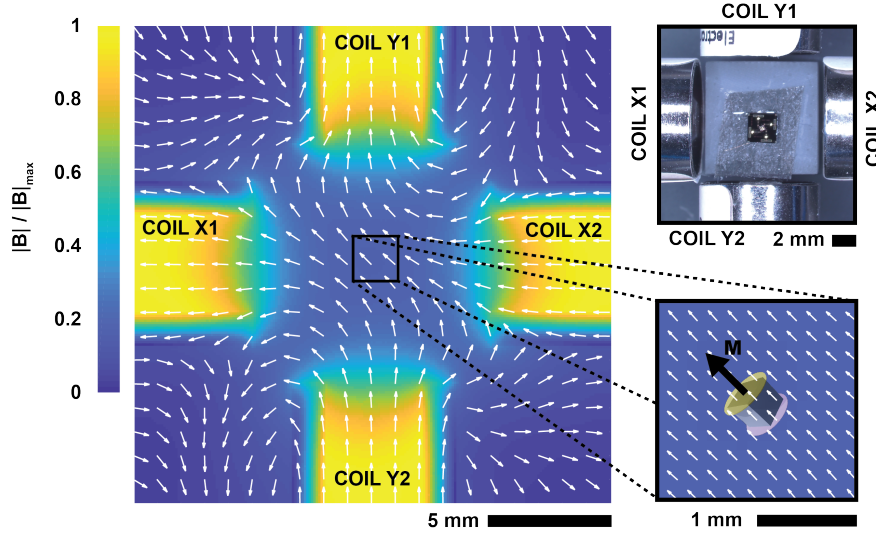 COIL Y1
1
0.8
0.6
0.4
0.2
0
|B| / |B|max
COIL Y1
COIL X1
COIL X2
COIL Y2
5 mm
Electro
COIL X1
COIL X2
COIL Y2
2 mm
M
1 mm